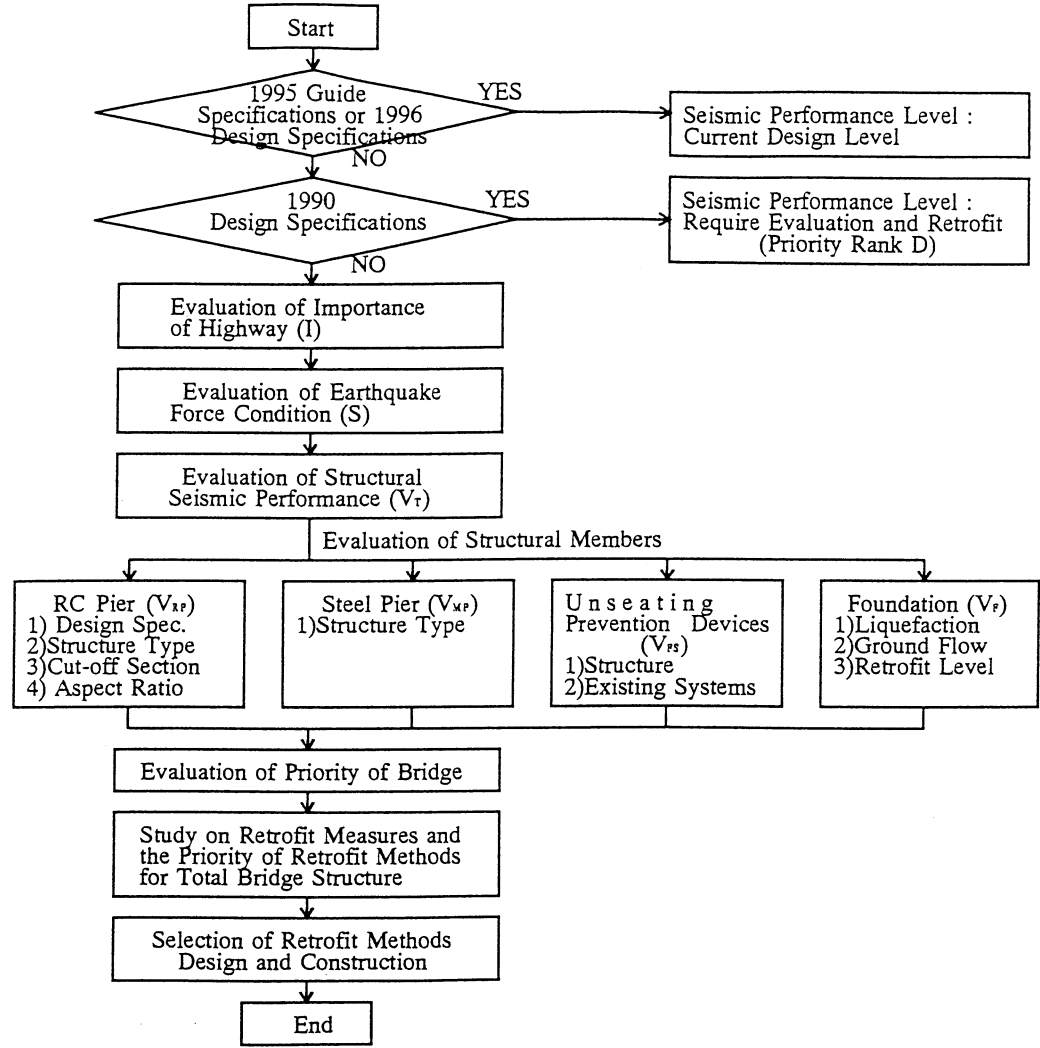 Start
1995 Guide
Specifications or 1996
Design Specifications
YES
Seismic Performance Level :
Current Design Level
NO
1990
Design Specifications
YES
Seismic Performance Level :
Require Evaluation and Retrofit
(Priority Rank D)
NO
Evaluation of Importance
of Highway (I)
Evaluation of Earthquake
Force Condition (S)
Evaluation of Structural
Seismic Performance (VT)
Evaluation of Structural Members
RC Pier (VRP)
1) Design Spec.
2)Structure Type
3)Cut-off Section
4) Aspect Ratio
Steel Pier (VMP)
1)Structure Type
Unseating
Prevention Devices
(VFS)
1)Structure
2)Existing Systems
Foundation (VF)
1)Liquefaction
2)Ground Flow
3)Retrofit Level
Evaluation of Priority of Bridge
Study on Retrofit Measures and
the Priority of Retrofit Methods
for Total Bridge Structure
Selection of Retrofit Methods
Design and Construction
End